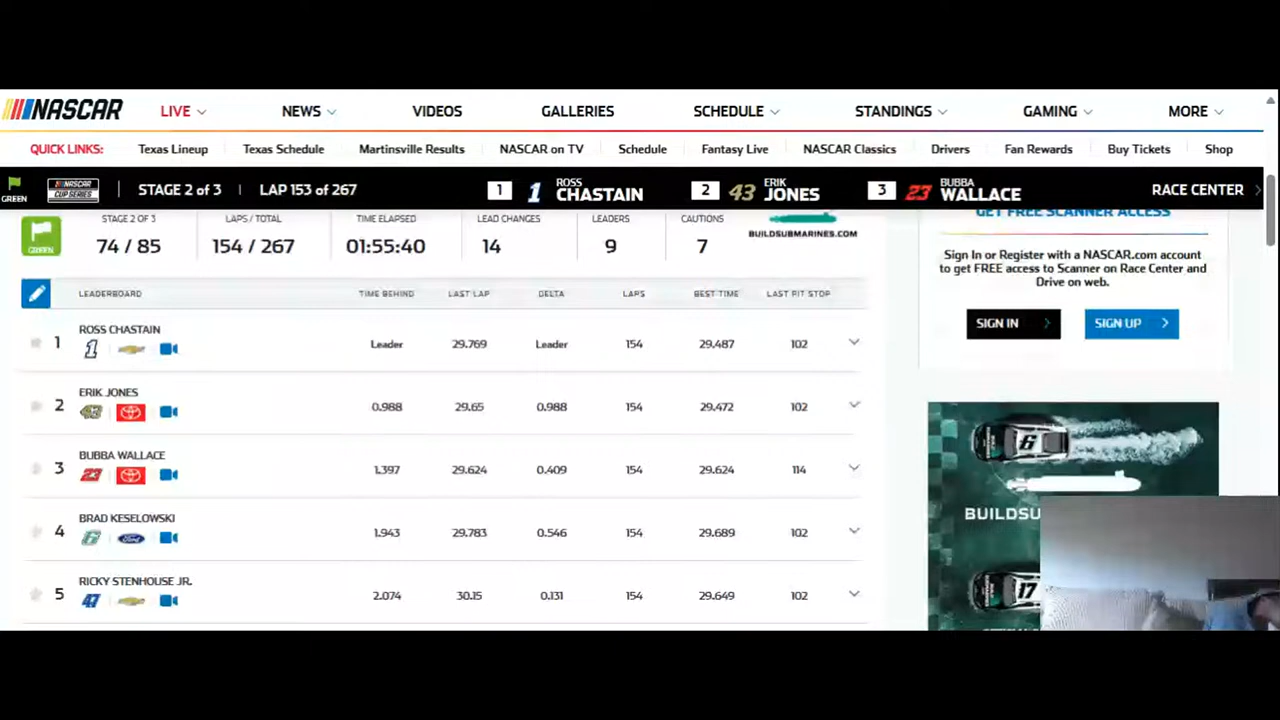 NASCAR LIVE NEWS VIDEOS GALLERIES SCHEDULE STANDINGS GAMING MORE
QUICK LINKS: Texas Lineup Texas Schedule Martinsville Results NASCAR on TV Schedule Fantasy Live NASCAR Classics Drivers Fan Rewards Buy Tickets Shop
GREEN NASCAR CUP SERIES STAGE 2 OF 3 LAP 153 OF 267 1 1 ROSS CHASTAIN 2 43 ERIK JONES 3 23 BUBBA WALLACE RACE CENTER
STAGE 2 OF 3 LAPS / TOTAL TIME ELAPSED LEAD CHANGES LEADERS CAUTIONS
GREEN 74 / 85 154 / 267 01:55:40 14 9 7 BUILDSUBMARINES.COM
LEADERBOARD TIME BEHIND LAST LAP DELTA LAPS BEST TIME LAST PIT STOP
ROSS CHASTAIN
1 1 Leader 29.769 Leader 154 29.487 102
ERIK JONES
2 43 0.988 29.65 0.988 154 29.472 102
BUBBA WALLACE
3 23 1.397 29.624 0.409 154 29.624 114
BRAD KESELOWSKI
4 6 Ford 1.943 29.783 0.546 154 29.689 102
RICKY STENHOUSE JR.
5 47 2.074 30.15 0.131 154 29.649 102
GET FREE SCANNER ACCESS
Sign In or Register with a NASCAR.com account
to get FREE access to Scanner on Race Center and
Drive on web.
SIGN IN SIGN UP
6
BUILDSU
17